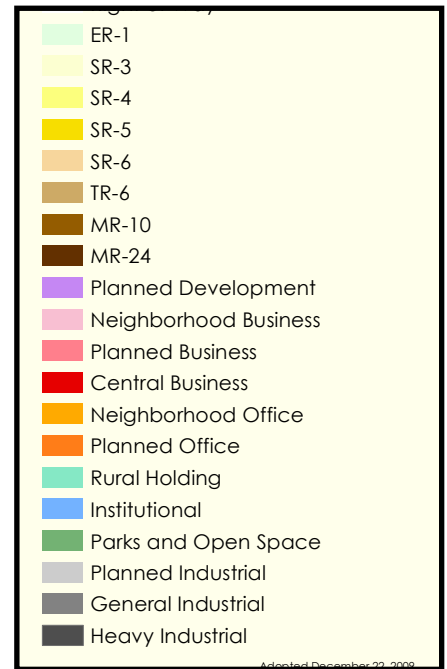 ER-1
SR-3
SR-4
SR-5
SR-6
TR-6
MR-10
MR-24
Planned Development
Neighborhood Business
Planned Business
Central Business
Neighborhood Office
Planned Office
Rural Holding
Institutional
Parks and Open Space
Planned Industrial
General Industrial
Heavy Industrial
Adopted December 22, 2009